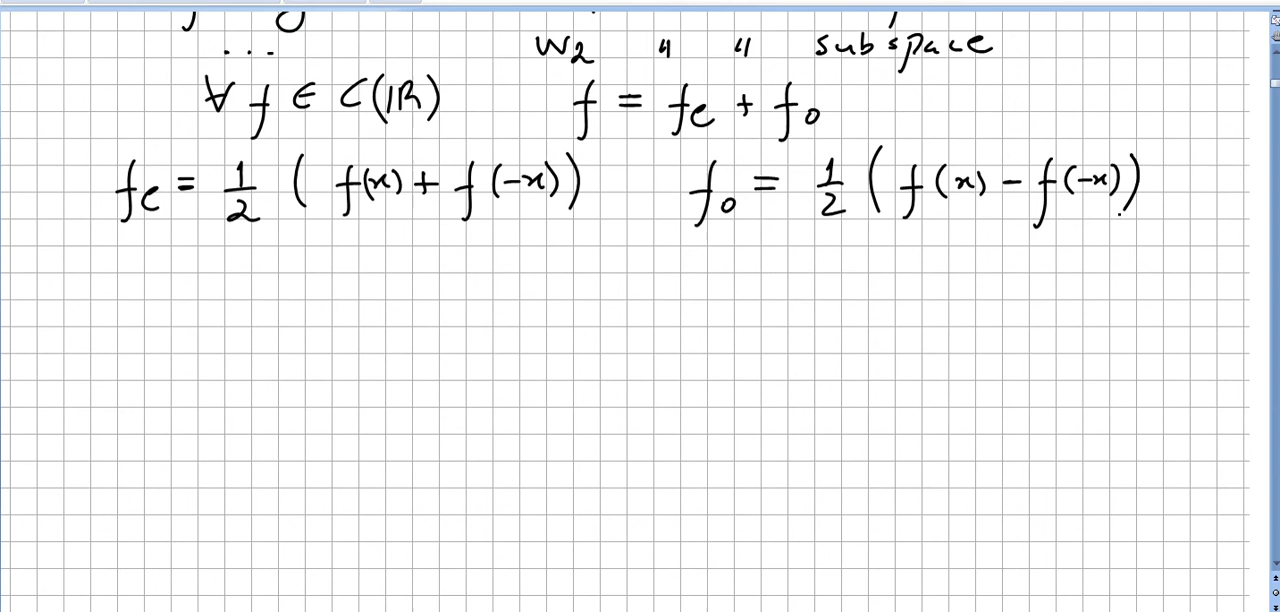 ...
W2 " " subspace
∀ f ∈ C(ℝ) f = fe + fo
fe = 1/2 ( f(x) + f(-x) ) fo = 1/2 ( f(x) - f(-x) )